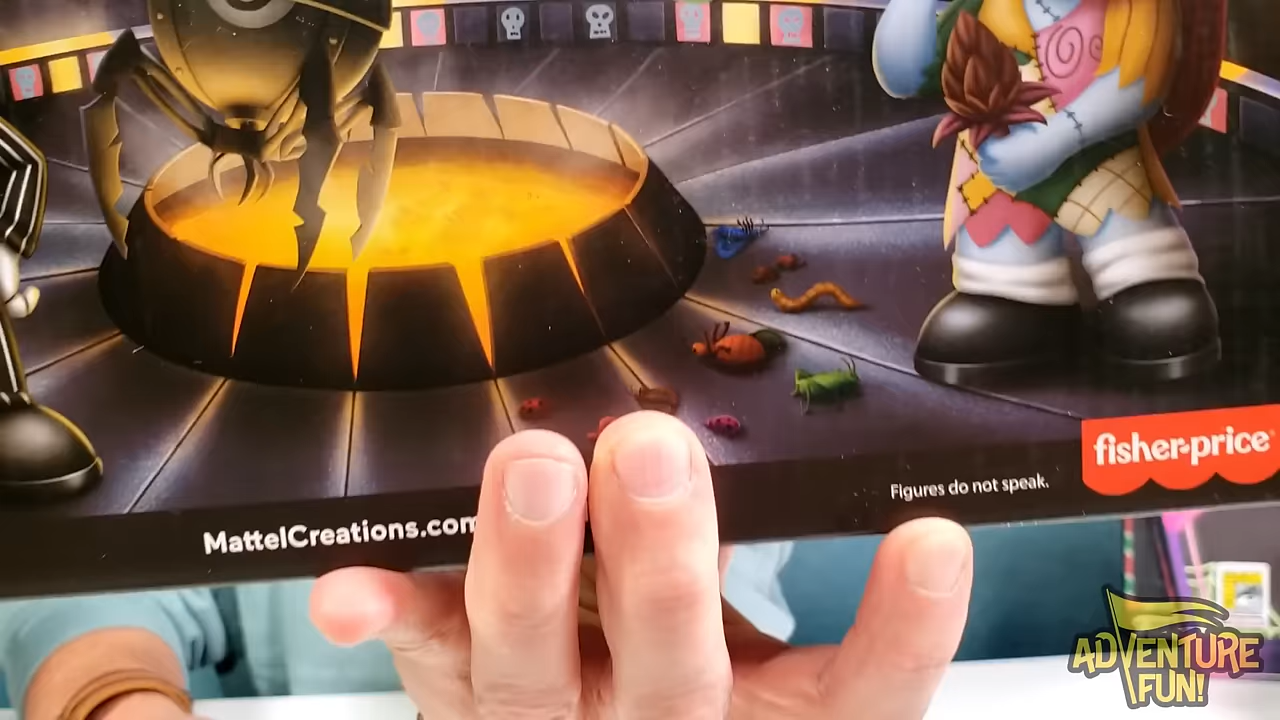 fisher-price
Figures do not speak.
MattelCreations.com
ADVENTURE
FUN!